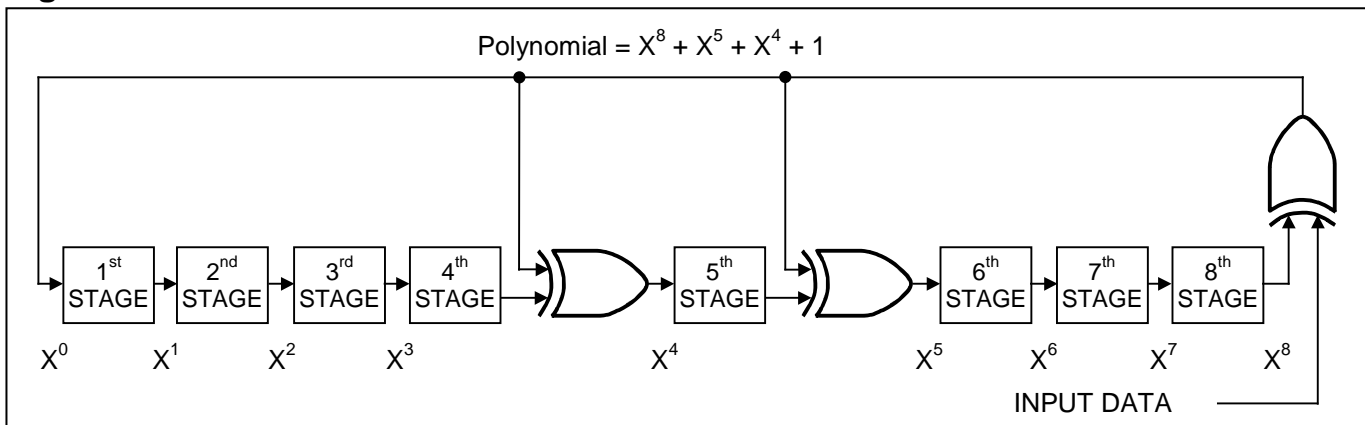 Polynomial = X⁸ + X⁵ + X⁴ + 1
1st STAGE
2nd STAGE
3rd STAGE
4th STAGE
5th STAGE
6th STAGE
7th STAGE
8th STAGE
X⁰ X¹ X² X³ X⁴ X⁵ X⁶ X⁷ X⁸
INPUT DATA